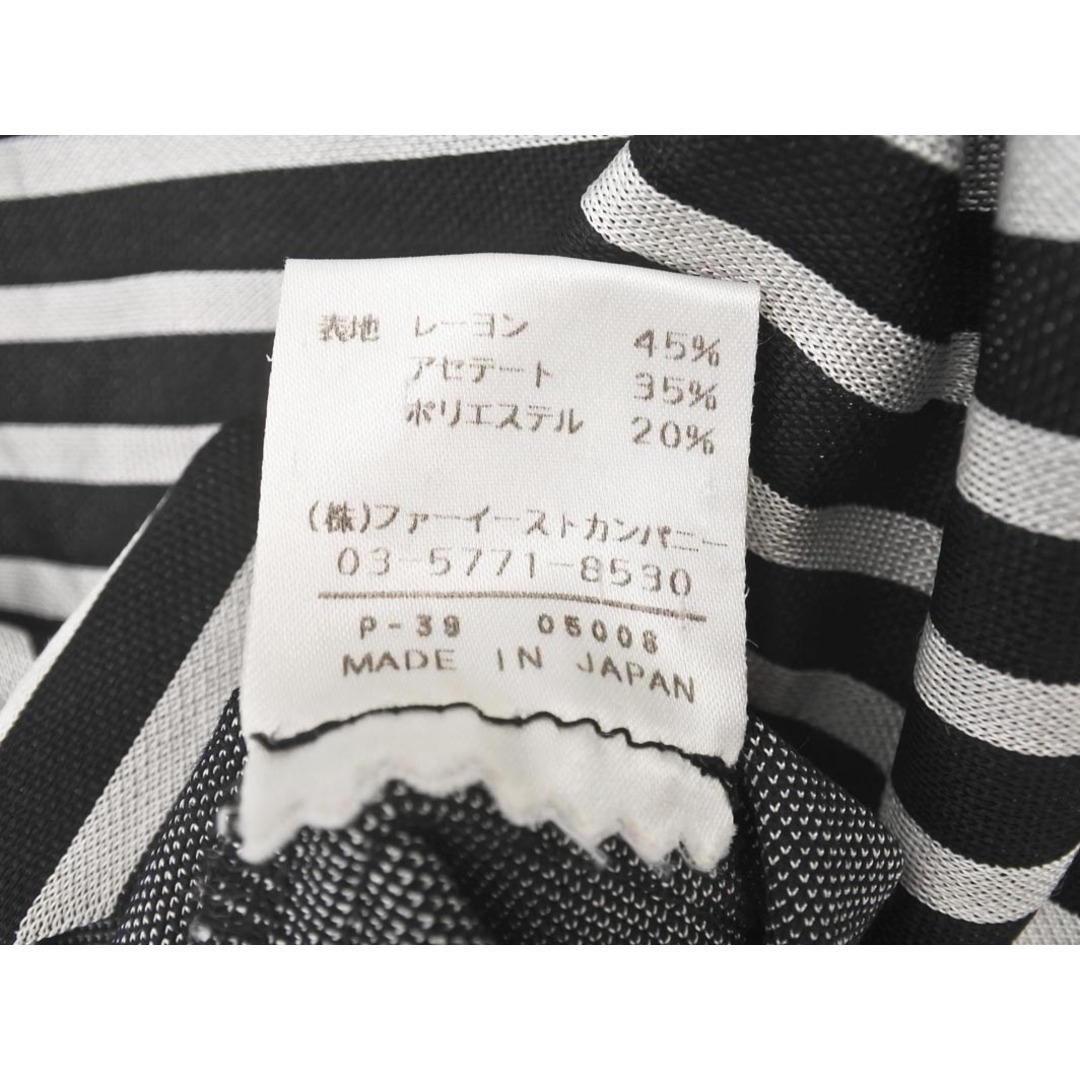 表地 レーヨン 45%
アセテート 35%
ポリエステル 20%
(株)ファーイーストカンパニー
03-5771-8530
P-39 05008
MADE IN JAPAN